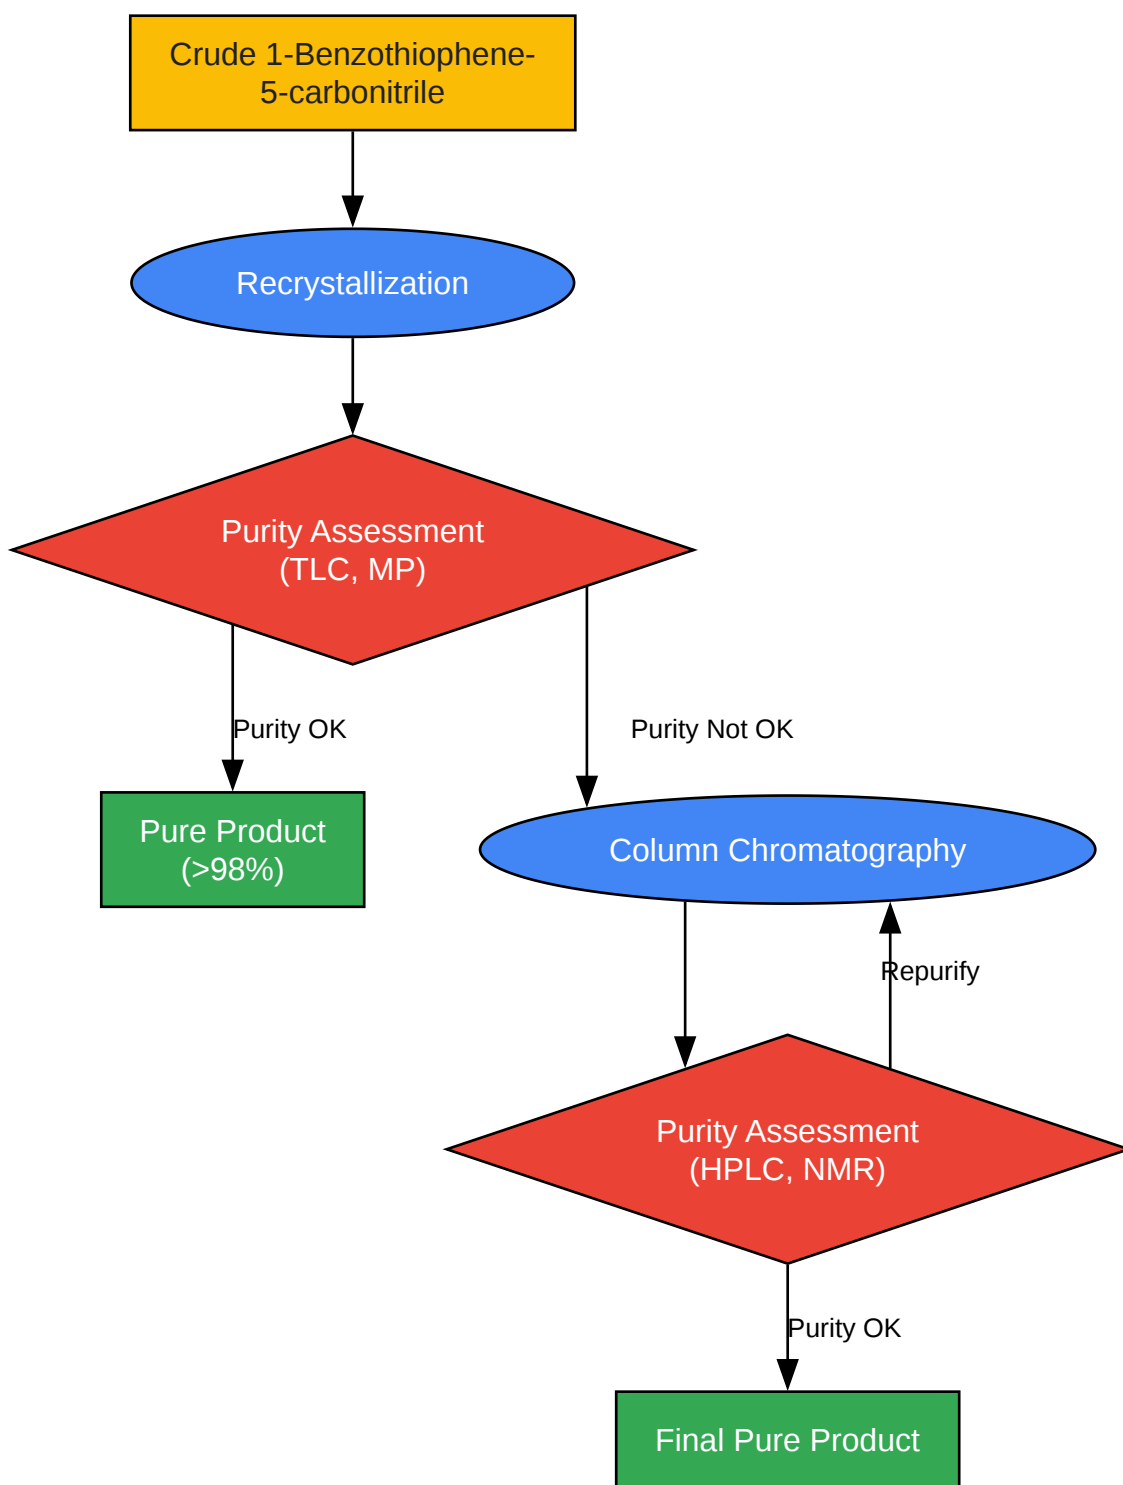 Crude 1-Benzothiophene-
5-carbonitrile
Recrystallization
Purity Assessment
(TLC, MP)
Purity OK
Purity Not OK
Pure Product
(>98%)
Column Chromatography
Repurify
Purity Assessment
(HPLC, NMR)
Purity OK
Final Pure Product